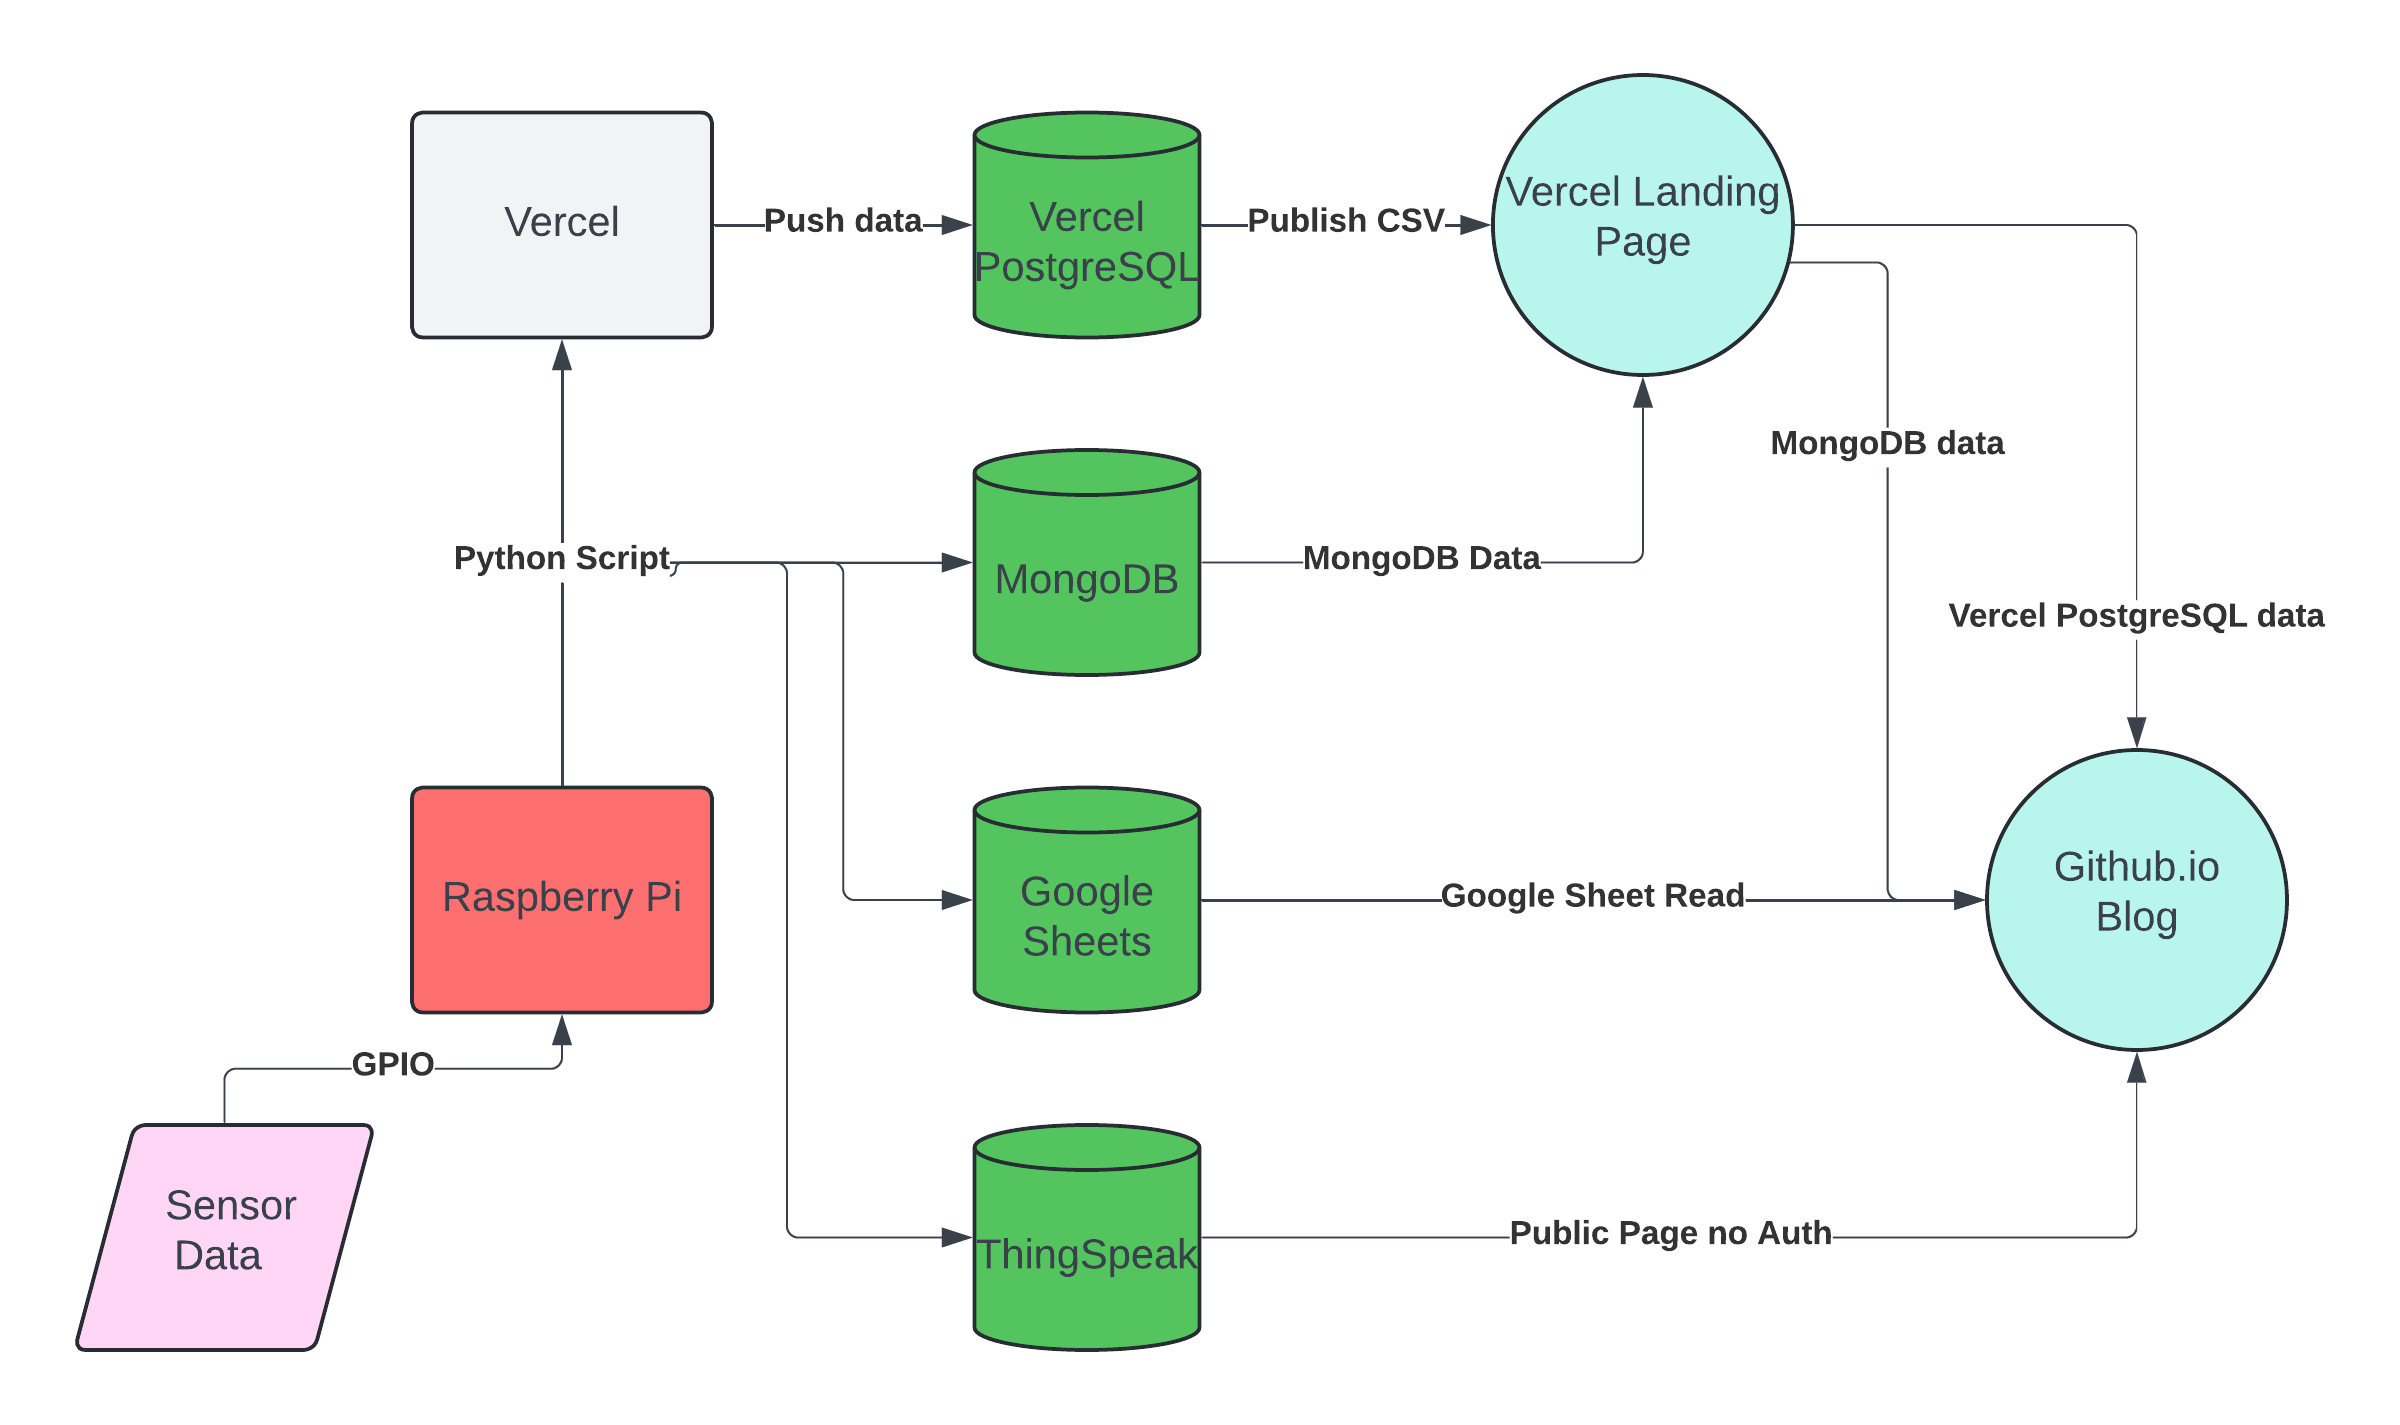 Vercel
Push data
Vercel
PostgreSQL
Publish CSV
Vercel Landing
Page
MongoDB data
Python Script
MongoDB
MongoDB Data
Vercel PostgreSQL data
Raspberry Pi
Google
Sheets
Google Sheet Read
Github.io
Blog
GPIO
Sensor
Data
ThingSpeak
Public Page no Auth